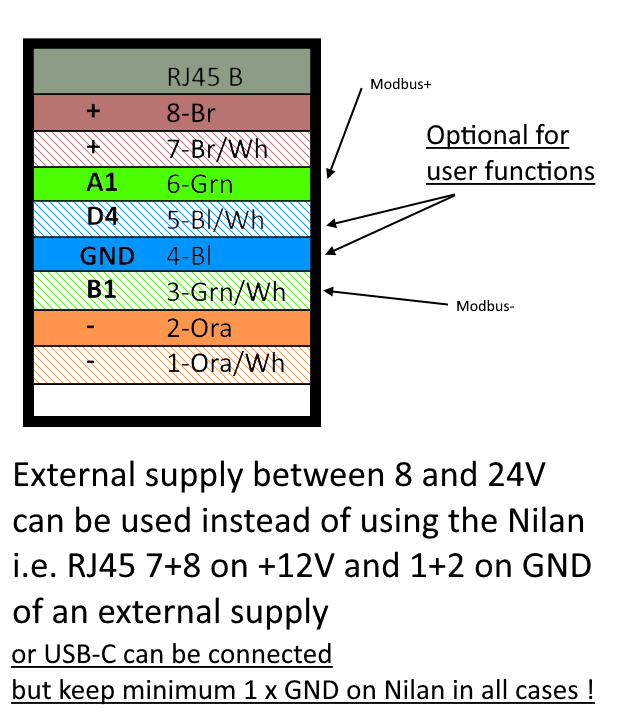 RJ45 B
+ 8-Br
+ 7-Br/Wh
A1 6-Grn
D4 5-Bl/Wh
GND 4-Bl
B1 3-Grn/Wh
- 2-Ora
- 1-Ora/Wh
Modbus+
Optional for
user functions
Modbus-
External supply between 8 and 24V
can be used instead of using the Nilan
i.e. RJ45 7+8 on +12V and 1+2 on GND
of an external supply
or USB-C can be connected
but keep minimum 1 x GND on Nilan in all cases !